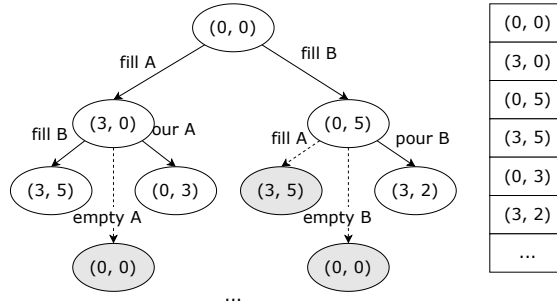 (0, 0)
fill A
fill B
(3, 0)
(0, 5)
fill B
our A
fill A
pour B
(3, 5)
(0, 3)
(3, 5)
(3, 2)
empty A
empty B
(0, 0)
(0, 0)
...
(0, 0)
(3, 0)
(0, 5)
(3, 5)
(0, 3)
(3, 2)
...